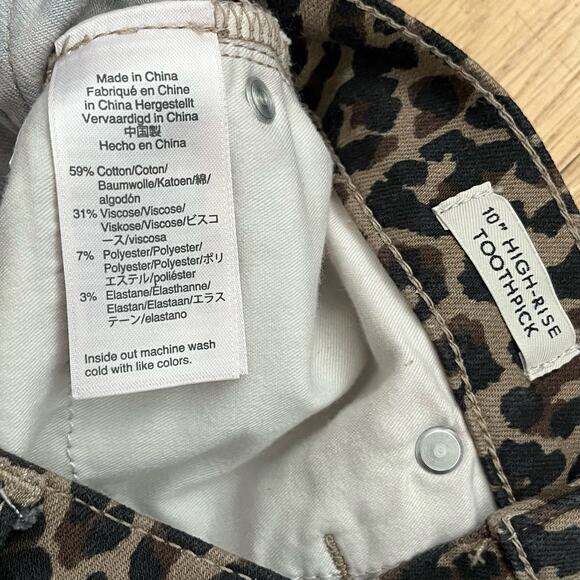 Made in China
Fabriqué en Chine
in China Hergestellt
Vervaardigd in China
中国製
Hecho en China
59% Cotton/Coton/
Baumwolle/Katoen/綿/
algodón
31% Viscose/Viscose/
Viskose/Viscose/ビスコ
ース/viscosa
7% Polyester/Polyester/
Polyester/Polyester/ポリ
エステル/poliéster
3% Elastane/Élasthanne/
Elastan/Elastaan/エラス
テーン/elastano
Inside out machine wash
cold with like colors.
10" HIGH-RISE
TOOTHPICK